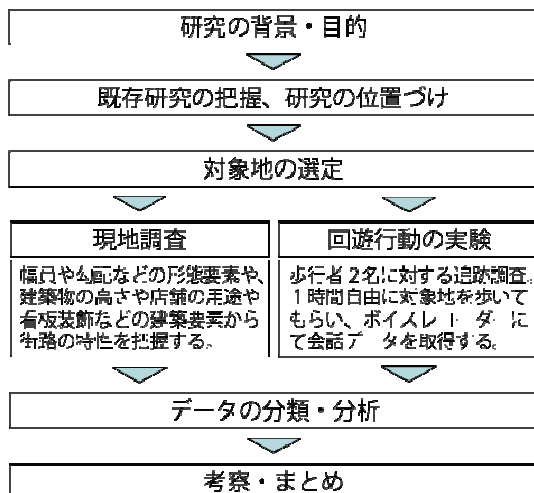 研究の背景・目的
既存研究の把握、研究の位置づけ
対象地の選定
現地調査
幅員や勾配などの形態要素や、
建築物の高さや店舗の用途や
看板装飾などの建築要素から
街路の特性を把握する。
回遊行動の実験
歩行者2名に対する追跡調査。
1時間自由に対象地を歩いて
もらい、ボイスレコーダーに
て会話データを取得する。
データの分類・分析
考察・まとめ